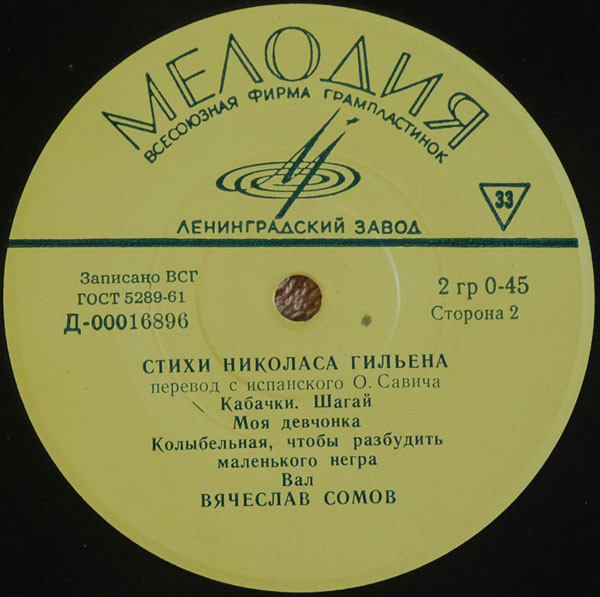 МЕЛОДИЯ
ВСЕСОЮЗНАЯ ФИРМА ГРАМПЛАСТИНОК
33
ЛЕНИНГРАДСКИЙ ЗАВОД
Записано ВСГ
ГОСТ 5289-61
Д-00016896
2 гр 0-45
Сторона 2
СТИХИ НИКОЛАСА ГИЛЬЕНА
перевод с испанского О. Савича
Кабачки. Шагай
Моя девчонка
Колыбельная, чтобы разбудить
маленького негра
Вал
ВЯЧЕСЛАВ СОМОВ